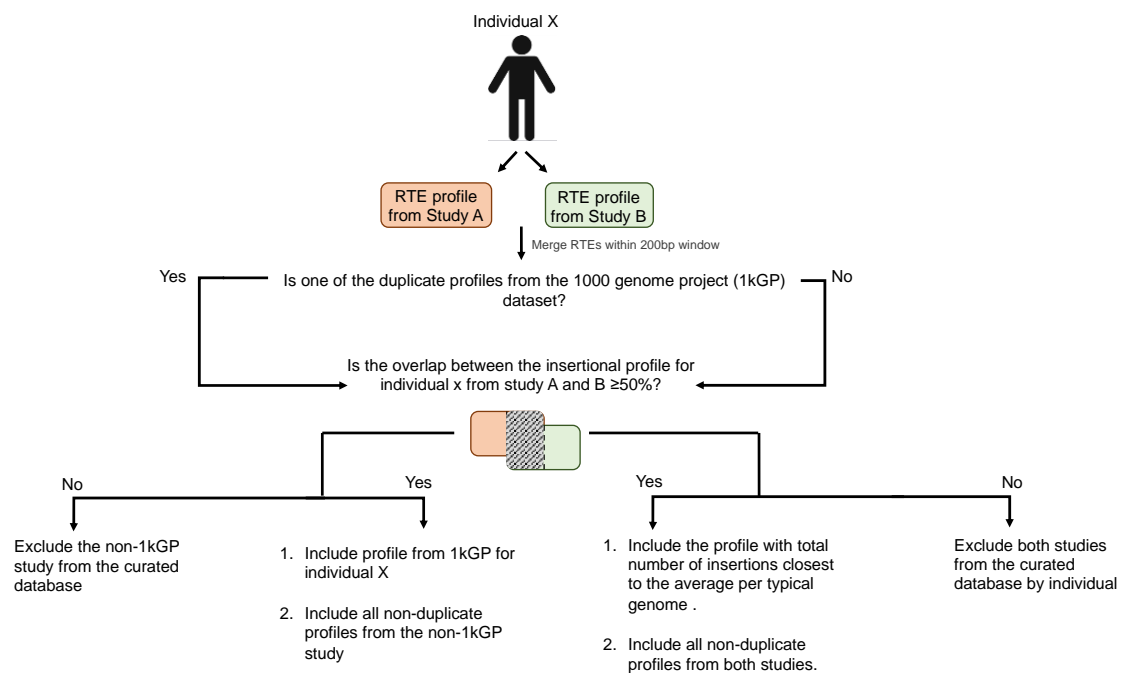 Individual X
RTE profile
from Study A
RTE profile
from Study B
Merge RTEs within 200bp window
Yes
Is one of the duplicate profiles from the 1000 genome project (1kGP)
dataset?
No
Is the overlap between the insertional profile for
individual x from study A and B ≥50%?
No
Yes
Yes
No
Exclude the non-1kGP
study from the curated
database
1. Include profile from 1kGP for
individual X
2. Include all non-duplicate
profiles from the non-1kGP
study
1. Include the profile with total
number of insertions closest
to the average per typical
genome .
2. Include all non-duplicate
profiles from both studies.
Exclude both studies
from the curated
database by individual